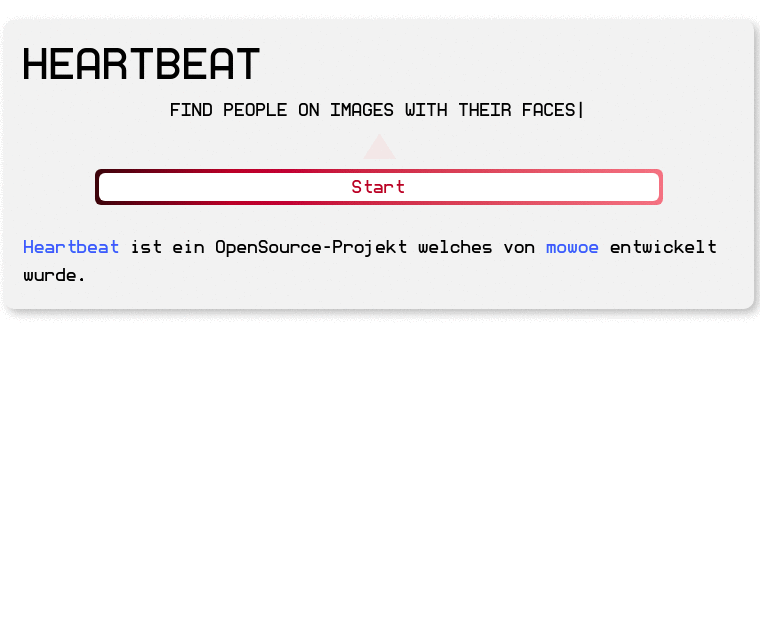 HEARTBEAT
FIND PEOPLE ON IMAGES WITH THEIR FACES|
Start
Heartbeat ist ein OpenSource-Projekt welches von mowoe entwickelt
wurde.